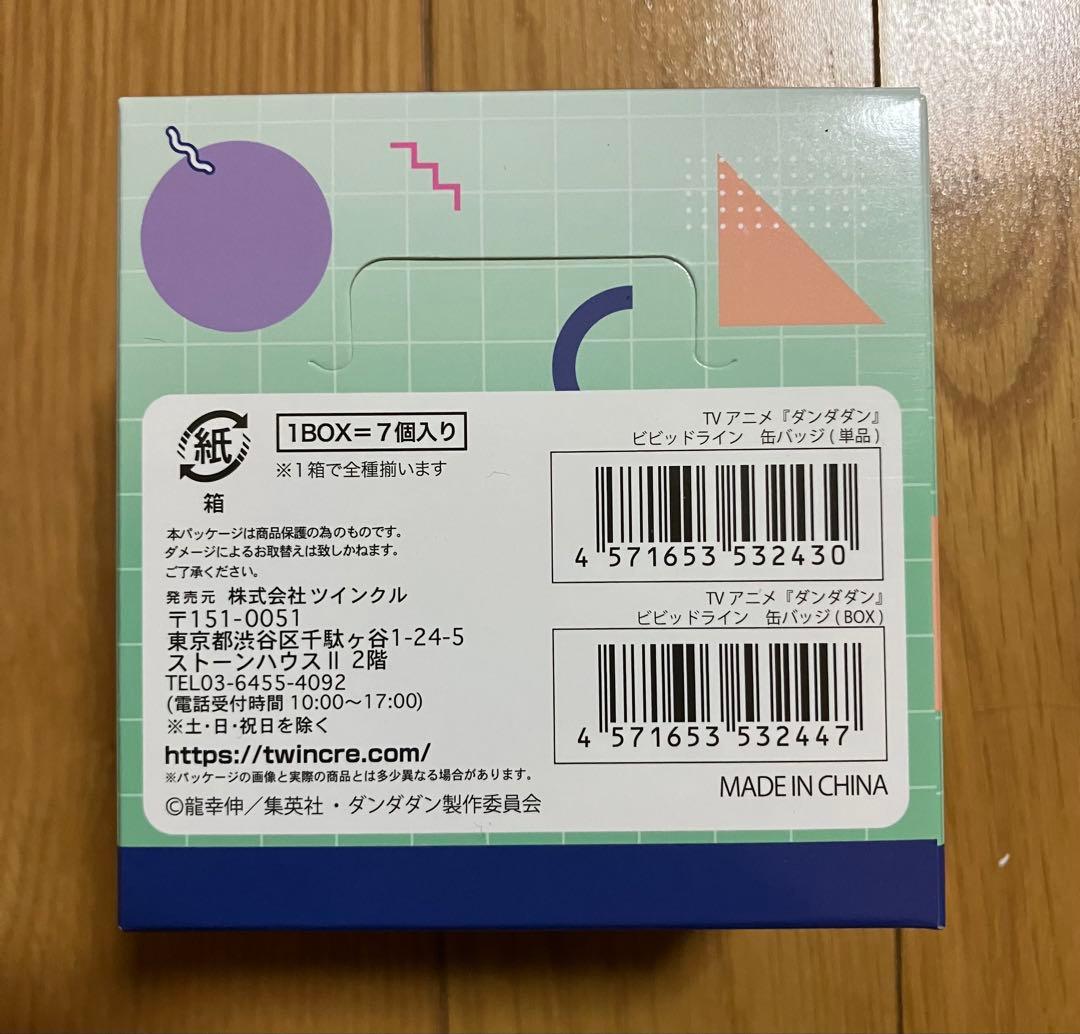 紙
箱
1BOX=7個入り
※1箱で全種揃います
本パッケージは商品保護の為のものです。
ダメージによるお取替えは致しかねます。
ご了承ください。
発売元 株式会社ツインクル
〒151-0051
東京都渋谷区千駄ヶ谷1-24-5
ストーンハウスⅡ 2階
TEL03-6455-4092
(電話受付時間 10:00〜17:00)
※土・日・祝日を除く
https://twincre.com/
※パッケージの画像と実際の商品とは多少異なる場合があります。
©龍幸伸／集英社・ダンダダン製作委員会
TVアニメ『ダンダダン』
ビビッドライン 缶バッジ(単品)
4 571653 532430
TVアニメ『ダンダダン』
ビビッドライン 缶バッジ(BOX)
4 571653 532447
MADE IN CHINA